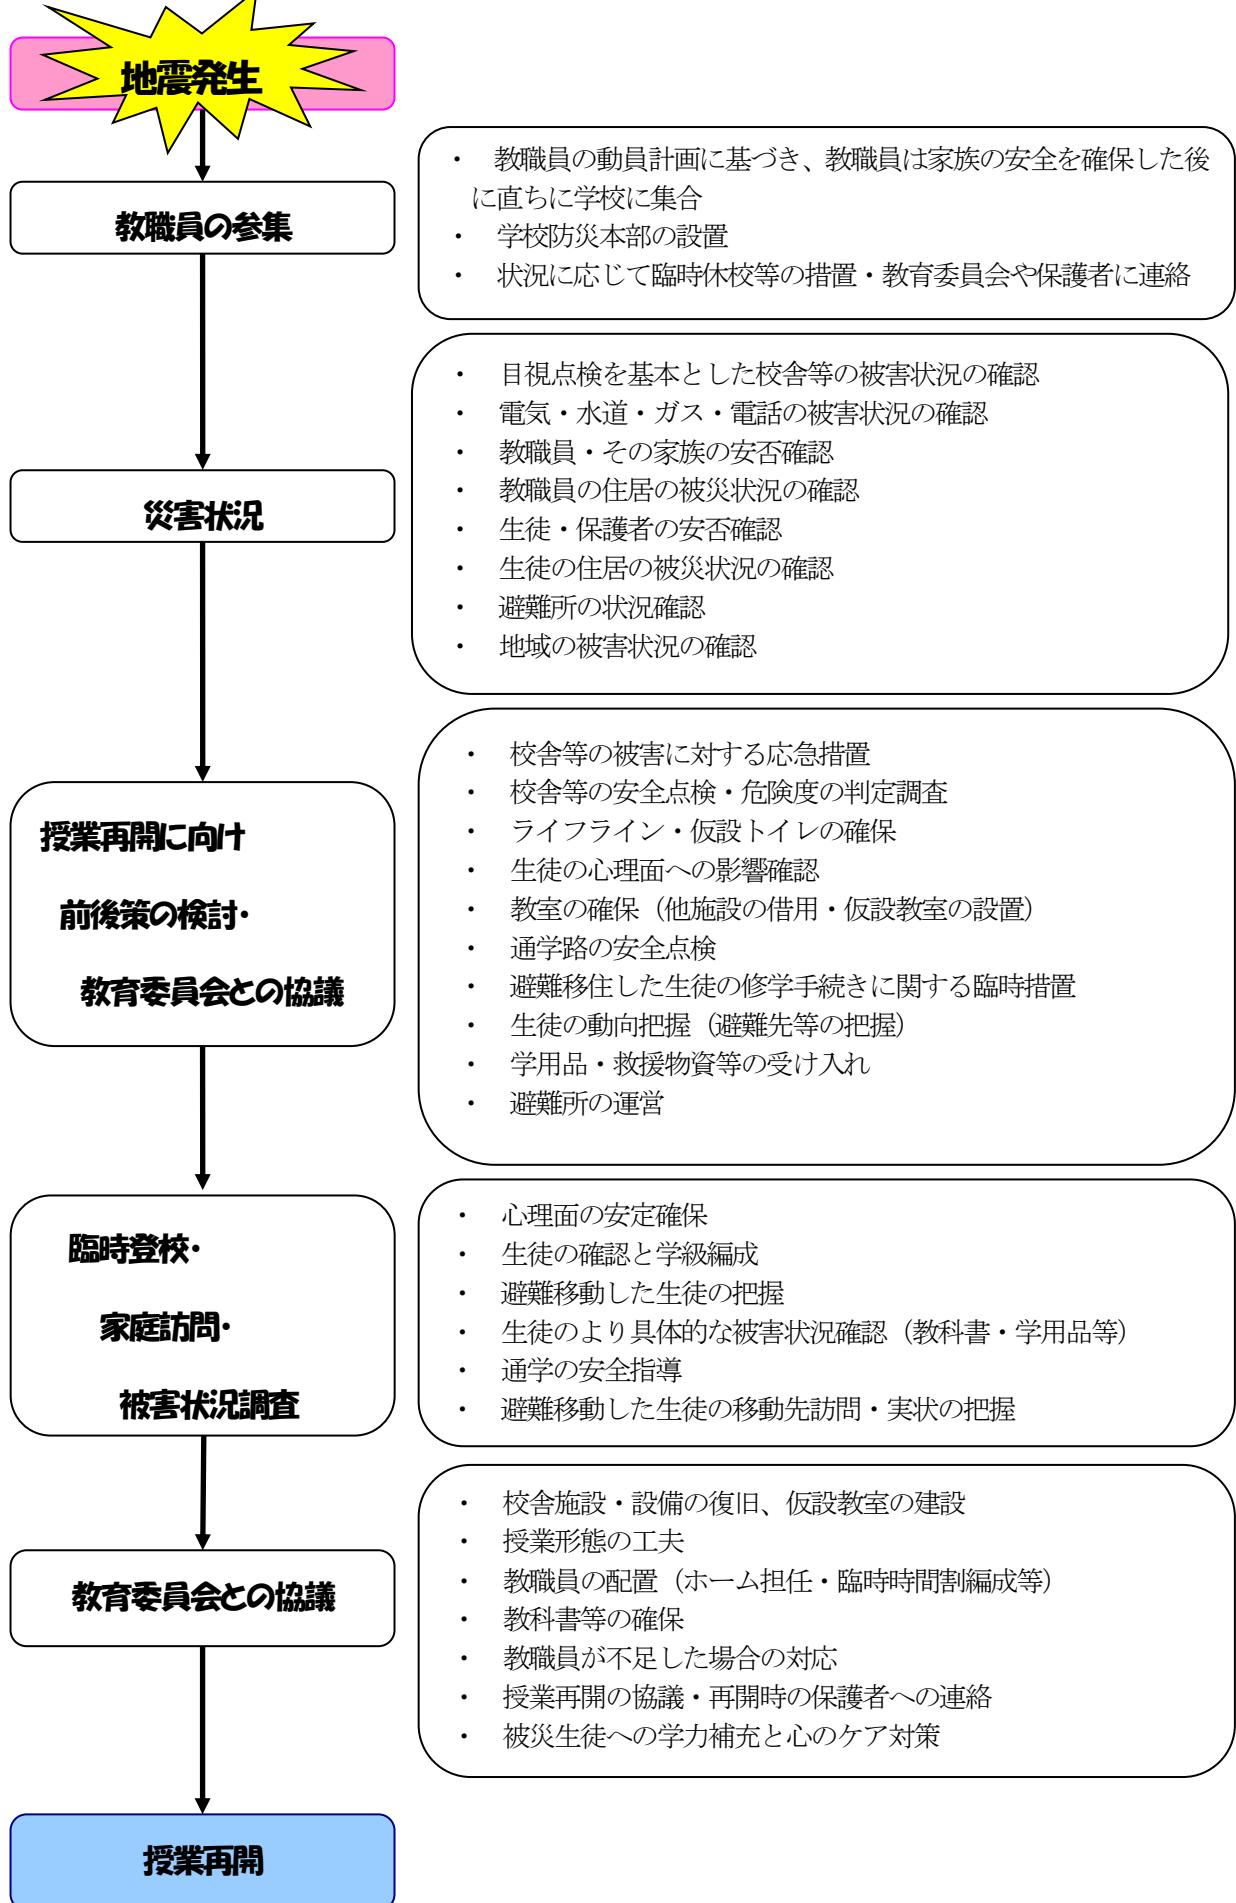 地震発生
・　教職員の動員計画に基づき、教職員は家族の安全を確保した後
に直ちに学校に集合
・　学校防災本部の設置
・　状況に応じて臨時休校等の措置・教育委員会や保護者に連絡
教職員の参集
・　目視点検を基本とした校舎等の被害状況の確認
・　電気・水道・ガス・電話の被害状況の確認
・　教職員・その家族の安否確認
・　教職員の住居の被災状況の確認
・　生徒・保護者の安否確認
・　生徒の住居の被災状況の確認
・　避難所の状況確認
・　地域の被害状況の確認
災害状況
・　校舎等の被害に対する応急措置
・　校舎等の安全点検・危険度の判定調査
・　ライフライン・仮設トイレの確保
・　生徒の心理面への影響確認
・　教室の確保（他施設の借用・仮設教室の設置）
・　通学路の安全点検
・　避難移住した生徒の修学手続きに関する臨時措置
・　生徒の動向把握（避難先等の把握）
・　学用品・救援物資等の受け入れ
・　避難所の運営
授業再開に向け
前後策の検討・
教育委員会との協議
・　心理面の安定確保
・　生徒の確認と学級編成
・　避難移動した生徒の把握
・　生徒のより具体的な被害状況確認（教科書・学用品等）
・　通学の安全指導
・　避難移動した生徒の移動先訪問・実状の把握
臨時登校・
家庭訪問・
被害状況調査
・　校舎施設・設備の復旧、仮設教室の建設
・　授業形態の工夫
・　教職員の配置（ホーム担任・臨時時間割編成等）
・　教科書等の確保
・　教職員が不足した場合の対応
・　授業再開の協議・再開時の保護者への連絡
・　被災生徒への学力補充と心のケア対策
教育委員会との協議
授業再開